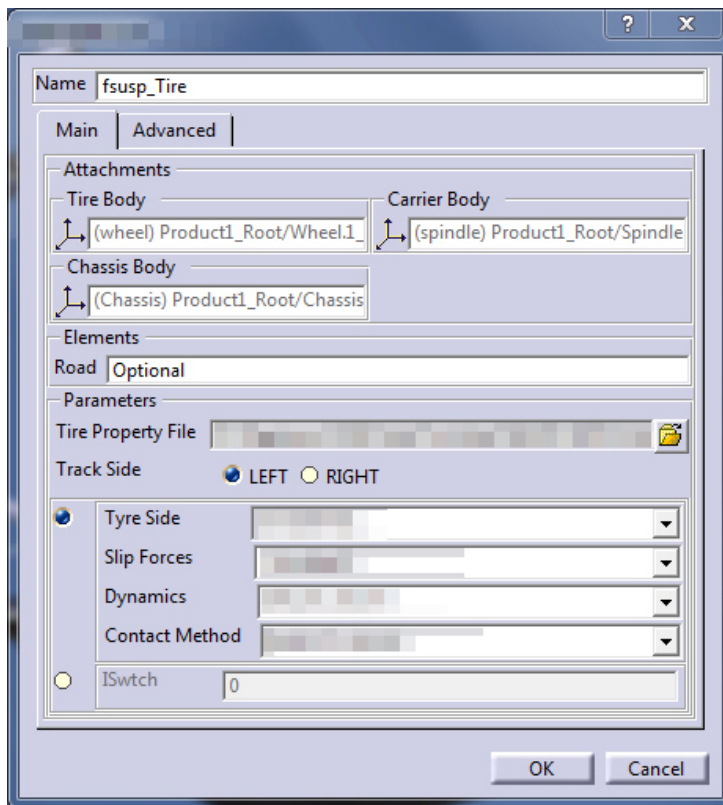 Name fsusp_Tire
Main Advanced
Attachments
Tire Body Carrier Body
(wheel) Product1_Root/Wheel.1_ (spindle) Product1_Root/Spindle
Chassis Body
(Chassis) Product1_Root/Chassis
Elements
Road Optional
Parameters
Tire Property File
Track Side LEFT RIGHT
Tyre Side
Slip Forces
Dynamics
Contact Method
ISwtch 0
OK Cancel